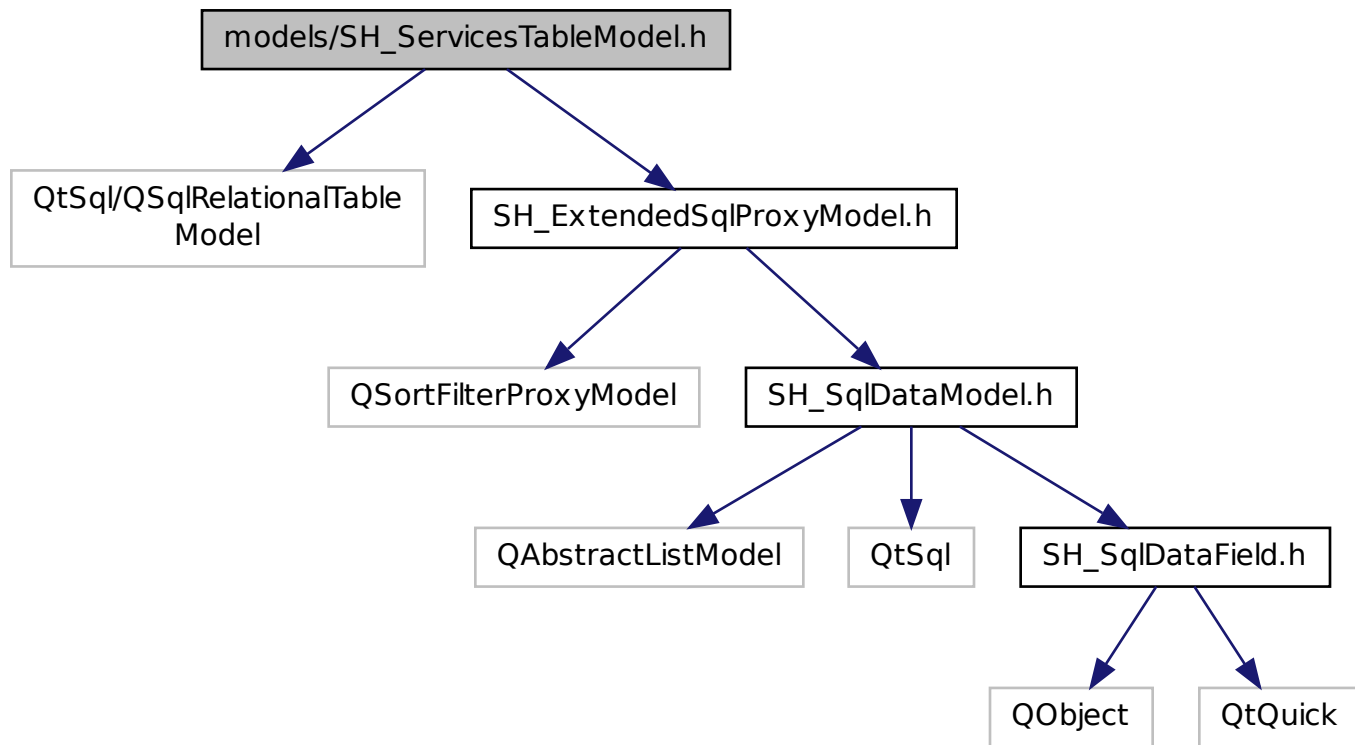 models/SH_ServicesTableModel.h
QtSql/QSqlRelationalTable
Model
SH_ExtendedSqlProxyModel.h
QSortFilterProxyModel
SH_SqlDataModel.h
QAbstractListModel
QtSql
SH_SqlDataField.h
QObject
QtQuick